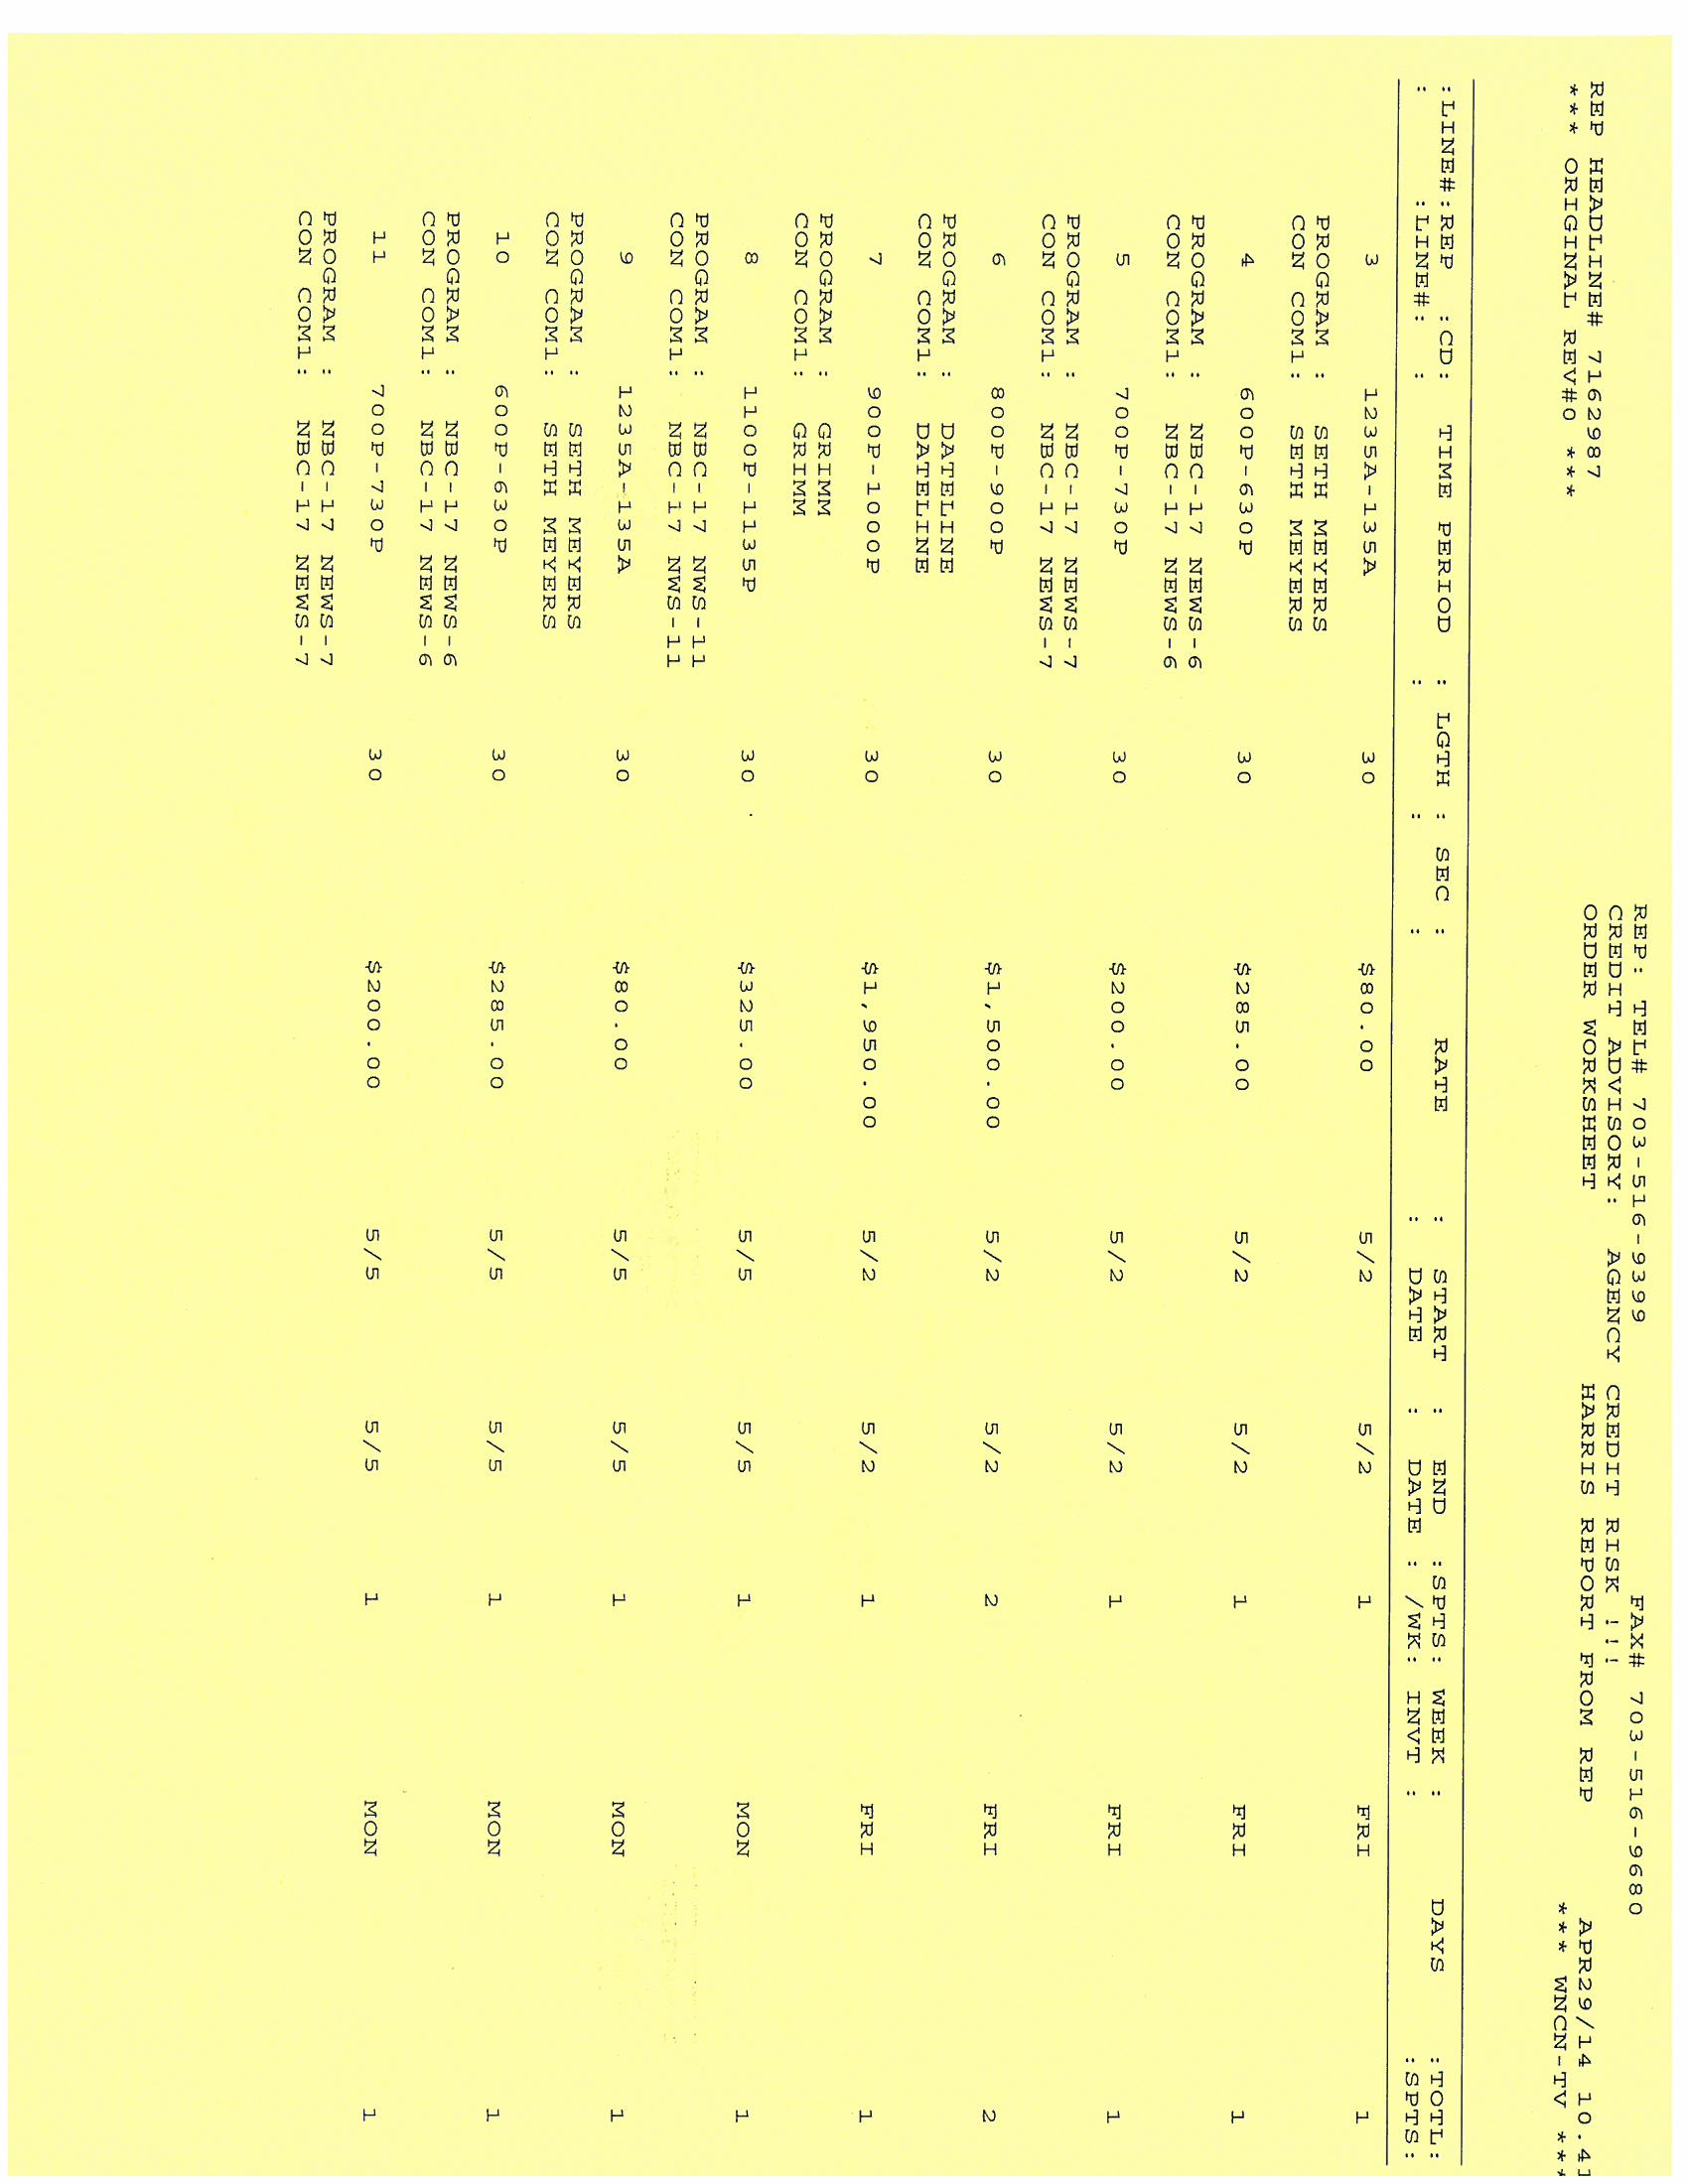 REP: TEL# 703-516-9399 FAX# 703-516-9680
CREDIT ADVISORY: AGENCY CREDIT RISK !!!
REP HEADLINE# 7162987 ORDER WORKSHEET HARRIS REPORT FROM REP APR29/14 10.41
*** ORIGINAL REV#0 *** *** WNCN-TV ***
:LINE#:REP :CD: TIME PERIOD : LGTH : SEC : RATE : START : END :SPTS: WEEK : DAYS :TOTL:
: :LINE#: : : : : : DATE : DATE : /WK: INVT : :SPTS:
3 1235A-135A 30 $80.00 5/2 5/2 1 FRI 1
PROGRAM : SETH MEYERS
CON COM1: SETH MEYERS
4 600P-630P 30 $285.00 5/2 5/2 1 FRI 1
PROGRAM : NBC-17 NEWS-6
CON COM1: NBC-17 NEWS-6
5 700P-730P 30 $200.00 5/2 5/2 1 FRI 1
PROGRAM : NBC-17 NEWS-7
CON COM1: NBC-17 NEWS-7
6 800P-900P 30 $1,500.00 5/2 5/2 2 FRI 2
PROGRAM : DATELINE
CON COM1: DATELINE
7 900P-1000P 30 $1,950.00 5/2 5/2 1 FRI 1
PROGRAM : GRIMM
CON COM1: GRIMM
8 1100P-1135P 30 $325.00 5/5 5/5 1 MON 1
PROGRAM : NBC-17 NWS-11
CON COM1: NBC-17 NWS-11
9 1235A-135A 30 $80.00 5/5 5/5 1 MON 1
PROGRAM : SETH MEYERS
CON COM1: SETH MEYERS
10 600P-630P 30 $285.00 5/5 5/5 1 MON 1
PROGRAM : NBC-17 NEWS-6
CON COM1: NBC-17 NEWS-6
11 700P-730P 30 $200.00 5/5 5/5 1 MON 1
PROGRAM : NBC-17 NEWS-7
CON COM1: NBC-17 NEWS-7